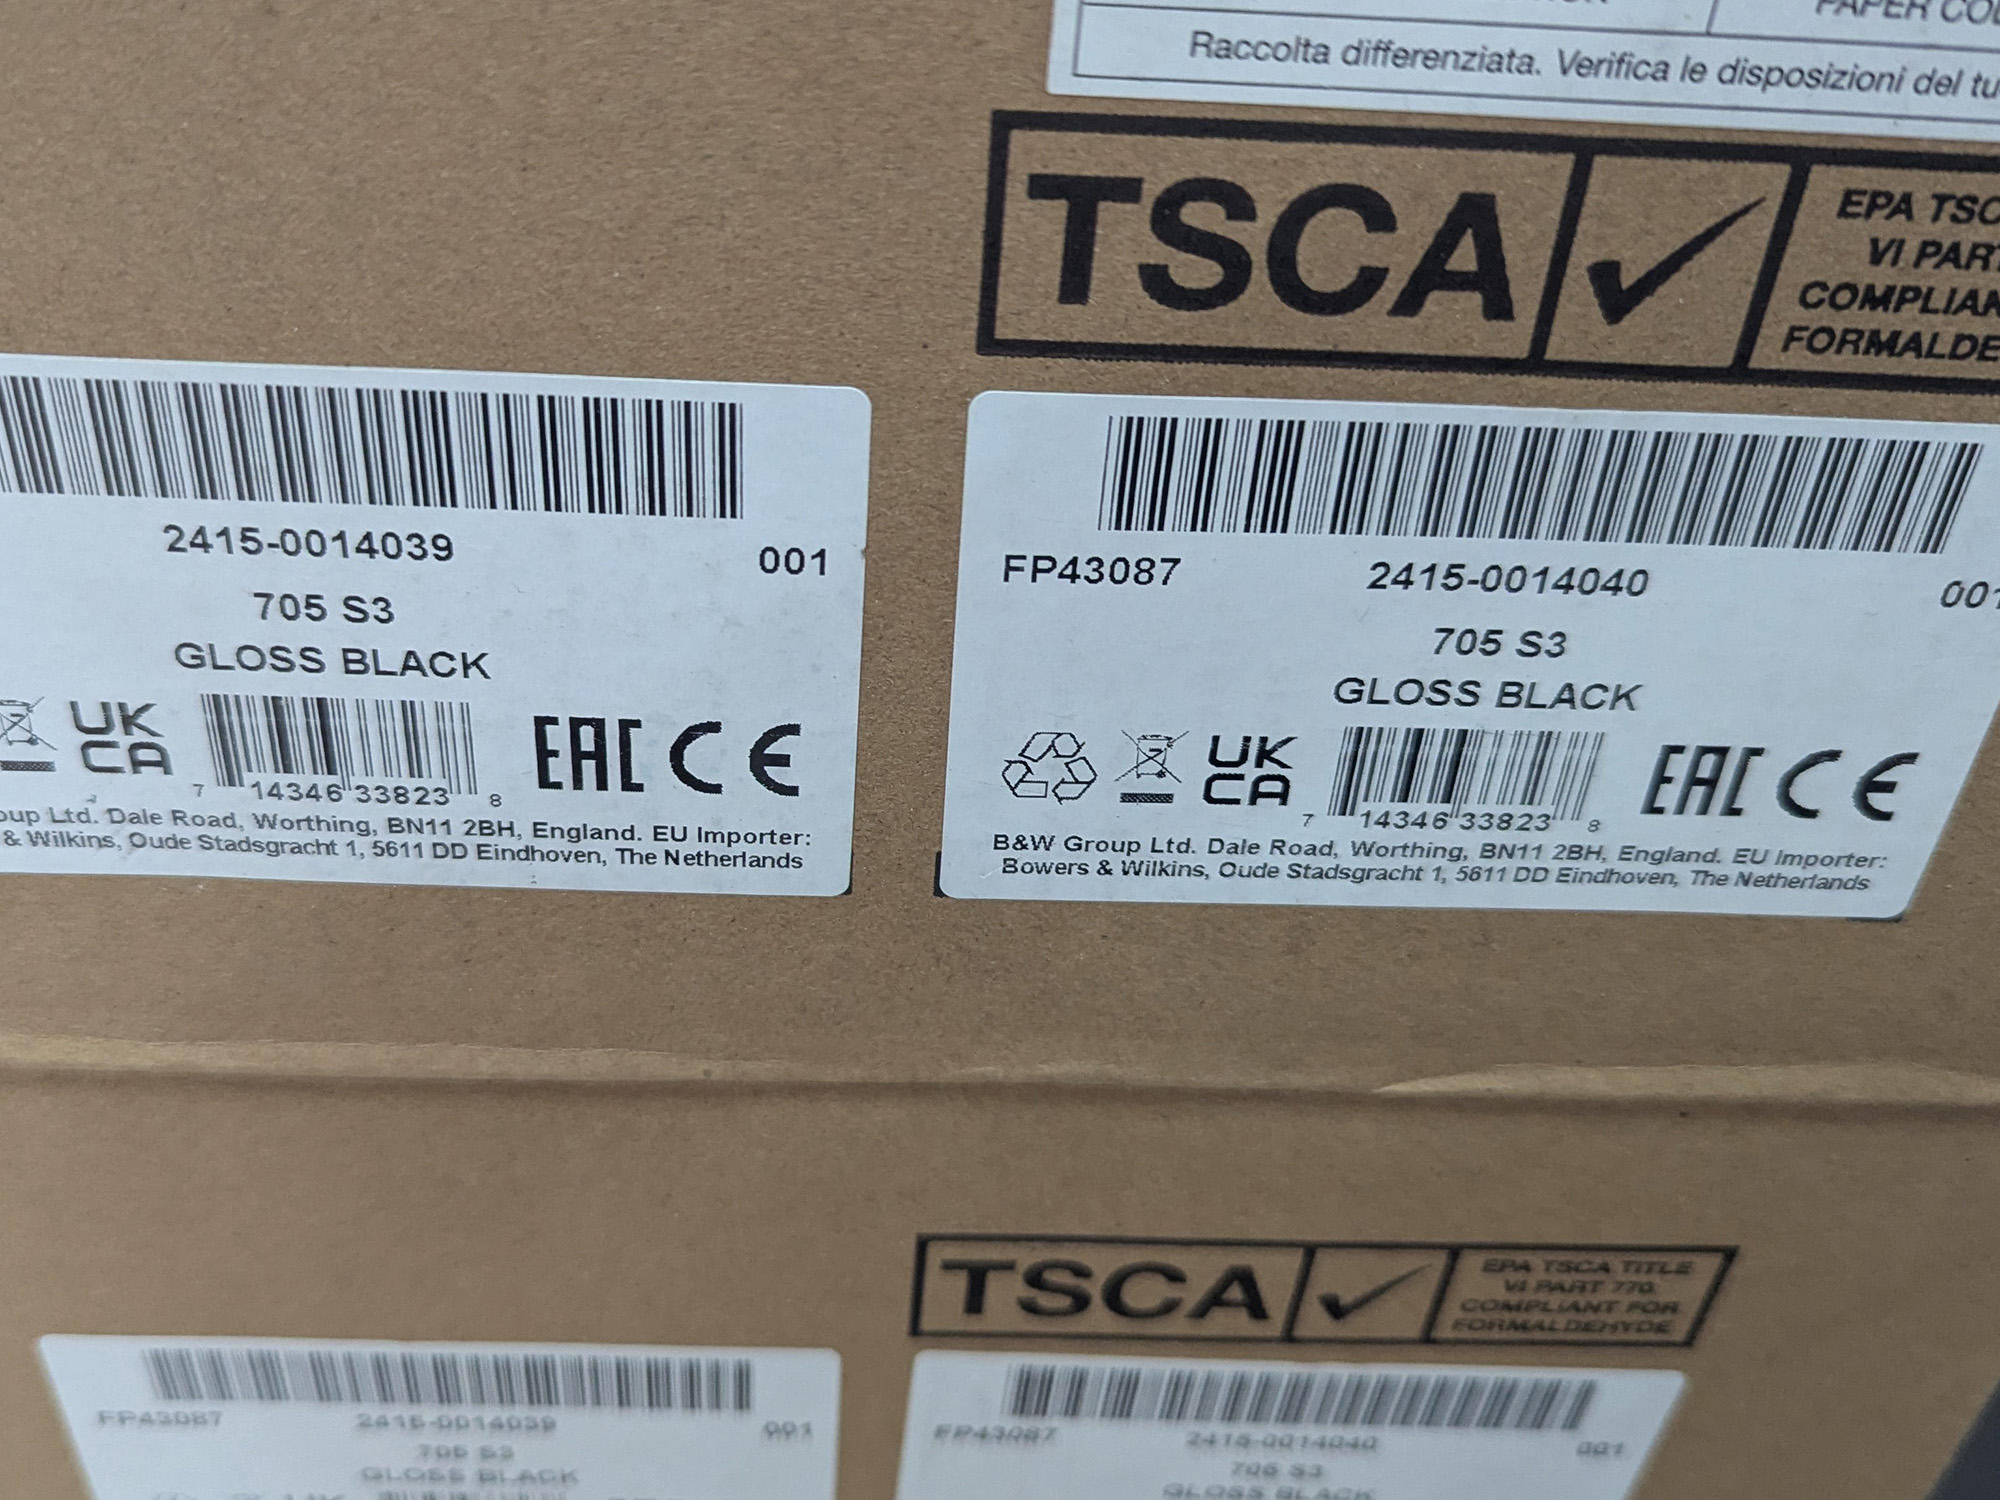 PAPER COL
Raccolta differenziata. Verifica le disposizioni del tu
TSCA
EPA TSC
VI PART
COMPLIAN
FORMALDE
2415-0014039
001
705 S3
GLOSS BLACK
UK
CA
7 14346 33823 8
EAC CE
oup Ltd. Dale Road, Worthing, BN11 2BH, England. EU Importer:
& Wilkins, Oude Stadsgracht 1, 5611 DD Eindhoven, The Netherlands
FP43087
2415-0014040
001
705 S3
GLOSS BLACK
UK
CA
7 14346 33823 8
EAC CE
B&W Group Ltd. Dale Road, Worthing, BN11 2BH, England. EU Importer:
Bowers & Wilkins, Oude Stadsgracht 1, 5611 DD Eindhoven, The Netherlands
TSCA
EPA TSCA TITLE
VI PART 770
COMPLIANT FOR
FORMALDEHYDE
FP43087
2415-0014039
001
705 S3
GLOSS BLACK
FP43087
2415-0014040
001
705 S3
GLOSS BLACK